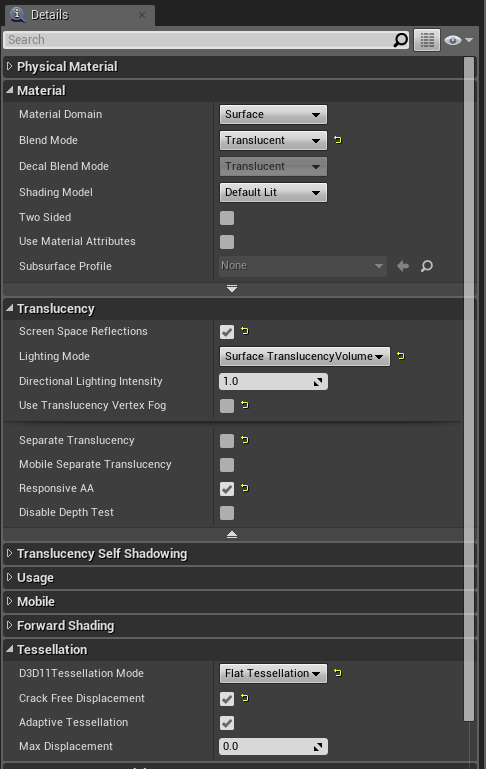 Details
Search
Physical Material
Material
Material Domain Surface
Blend Mode Translucent
Decal Blend Mode Translucent
Shading Model Default Lit
Two Sided
Use Material Attributes
Subsurface Profile None
Translucency
Screen Space Reflections
Lighting Mode Surface TranslucencyVolume
Directional Lighting Intensity 1.0
Use Translucency Vertex Fog
Separate Translucency
Mobile Separate Translucency
Responsive AA
Disable Depth Test
Translucency Self Shadowing
Usage
Mobile
Forward Shading
Tessellation
D3D11Tessellation Mode Flat Tessellation
Crack Free Displacement
Adaptive Tessellation
Max Displacement 0.0